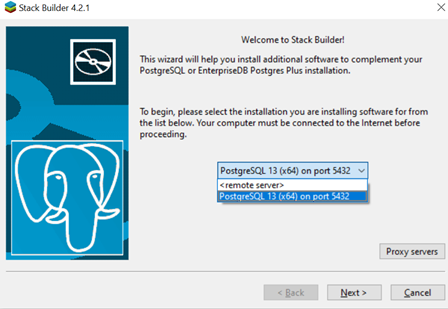 Stack Builder 4.2.1
Welcome to Stack Builder!
This wizard will help you install additional software to complement your
PostgreSQL or EnterpriseDB Postgres Plus installation.
To begin, please select the installation you are installing software for from
the list below. Your computer must be connected to the Internet before
proceeding.
PostgreSQL 13 (x64) on port 5432
<remote server>
PostgreSQL 13 (x64) on port 5432
Proxy servers
< Back
Next >
Cancel